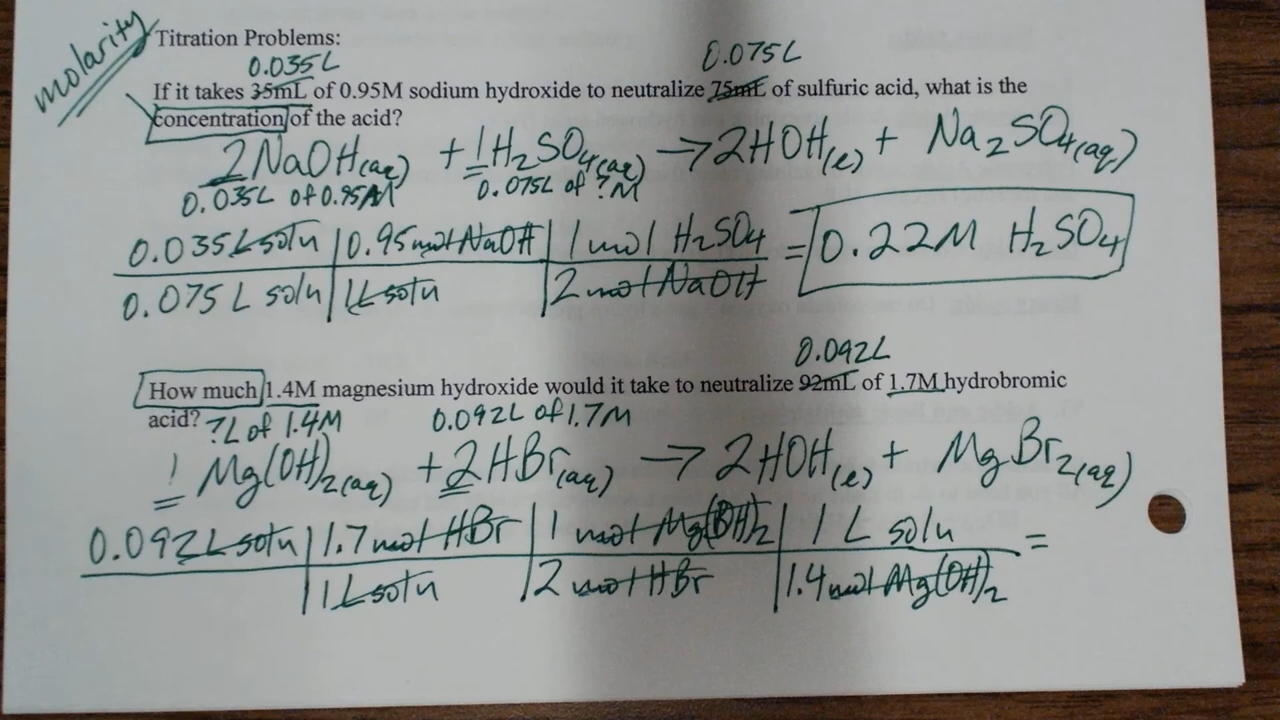 molarity
Titration Problems:
0.035L 0.075L
If it takes 35mL of 0.95M sodium hydroxide to neutralize 75mL of sulfuric acid, what is the
concentration of the acid?
2NaOH(aq) + 1H₂SO₄(aq) → 2HOH(l) + Na₂SO₄(aq)
0.035L of 0.95M 0.075L of ?M
0.035L soln | 0.95 mol NaOH | 1 mol H₂SO₄ = 0.22M H₂SO₄
0.075 L soln | 1L soln | 2 mol NaOH
0.092L
How much 1.4M magnesium hydroxide would it take to neutralize 92mL of 1.7M hydrobromic
acid? ?L of 1.4M 0.092L of 1.7M
1 Mg(OH)₂(aq) + 2HBr(aq) → 2HOH(l) + MgBr₂(aq)
0.092L soln | 1.7 mol HBr | 1 mol Mg(OH)₂ | 1 L soln =
1L soln | 2 mol HBr | 1.4 mol Mg(OH)₂